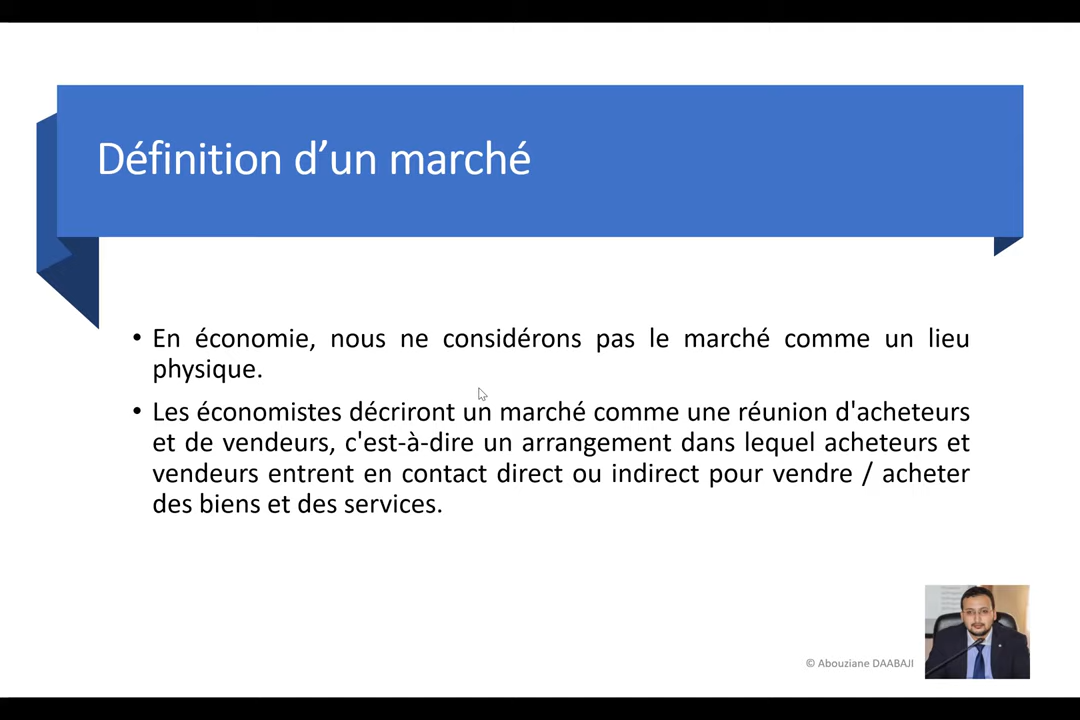 Définition d’un marché
• En économie, nous ne considérons pas le marché comme un lieu
physique.
• Les économistes décriront un marché comme une réunion d'acheteurs
et de vendeurs, c'est-à-dire un arrangement dans lequel acheteurs et
vendeurs entrent en contact direct ou indirect pour vendre / acheter
des biens et des services.
© Abouziane DAABAJI